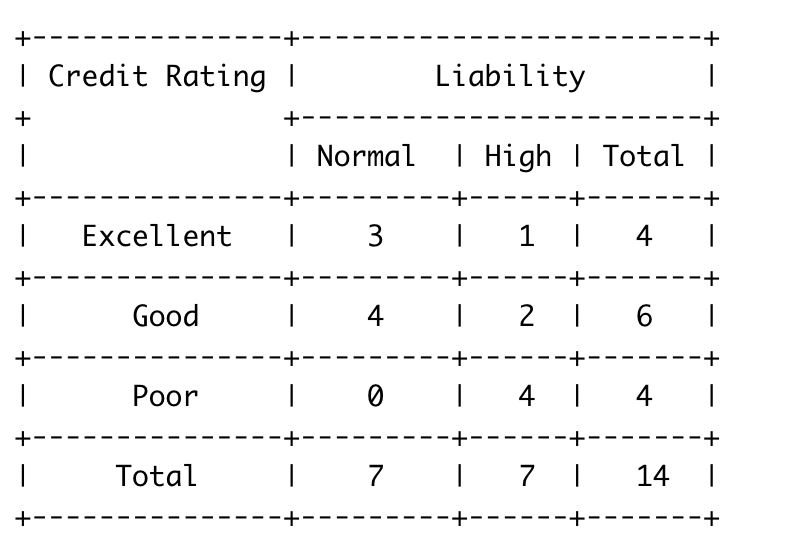 +---------------+------------------------+
| Credit Rating |        Liability       |
+               +------------------------+
|               | Normal  | High | Total |
+---------------+---------+------+-------+
|   Excellent   |    3    |   1  |   4   |
+---------------+---------+------+-------+
|      Good     |    4    |   2  |   6   |
+---------------+---------+------+-------+
|      Poor     |    0    |   4  |   4   |
+---------------+---------+------+-------+
|     Total     |    7    |   7  |   14  |
+---------------+---------+------+-------+